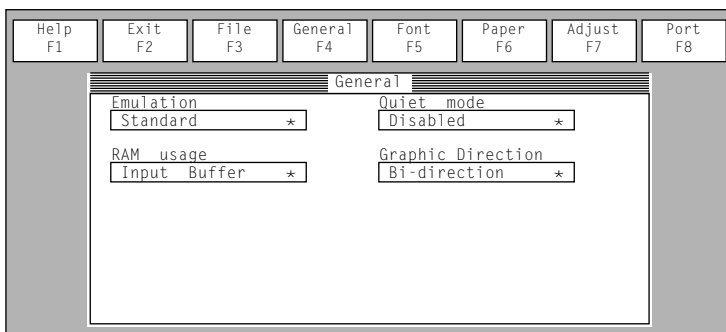 Help Exit File General Font Paper Adjust Port
F1 F2 F3 F4 F5 F6 F7 F8
General
Emulation Quiet mode
Standard * Disabled *
RAM usage Graphic Direction
Input Buffer * Bi-direction *